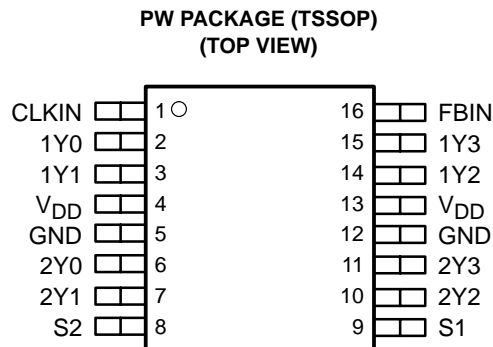 PW PACKAGE (TSSOP)
(TOP VIEW)
CLKIN 1 16 FBIN
1Y0 2 15 1Y3
1Y1 3 14 1Y2
VDD 4 13 VDD
GND 5 12 GND
2Y0 6 11 2Y3
2Y1 7 10 2Y2
S2 8 9 S1